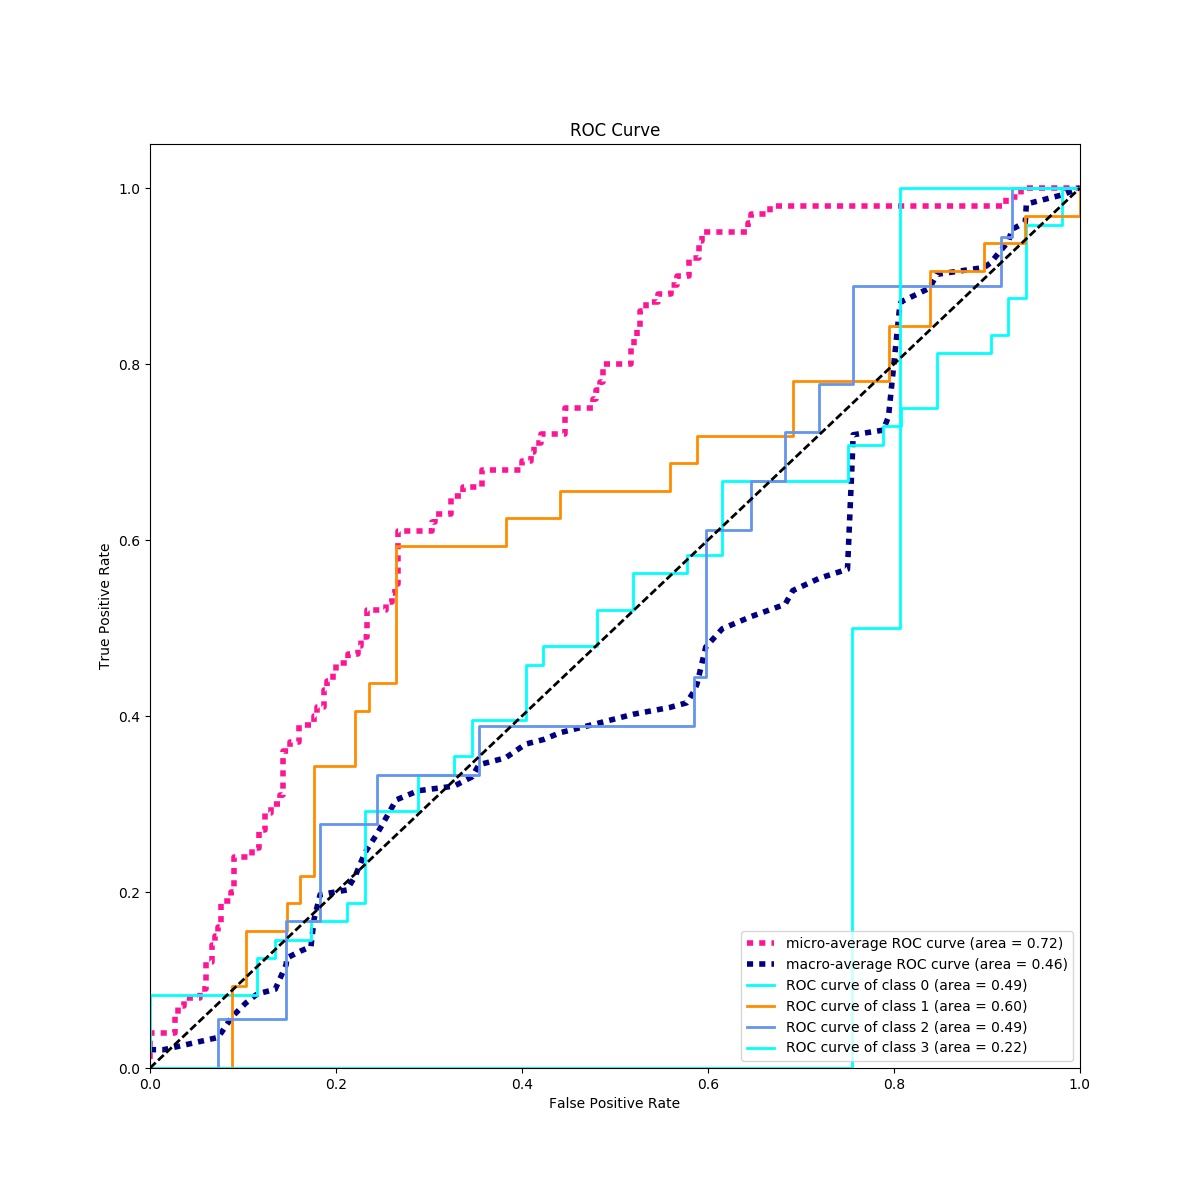 ROC Curve
1.0
0.8
0.6
0.4
0.2
0.0
True Positive Rate
micro-average ROC curve (area = 0.72)
macro-average ROC curve (area = 0.46)
ROC curve of class 0 (area = 0.49)
ROC curve of class 1 (area = 0.60)
ROC curve of class 2 (area = 0.49)
ROC curve of class 3 (area = 0.22)
0.0 0.2 0.4 0.6 0.8 1.0
False Positive Rate